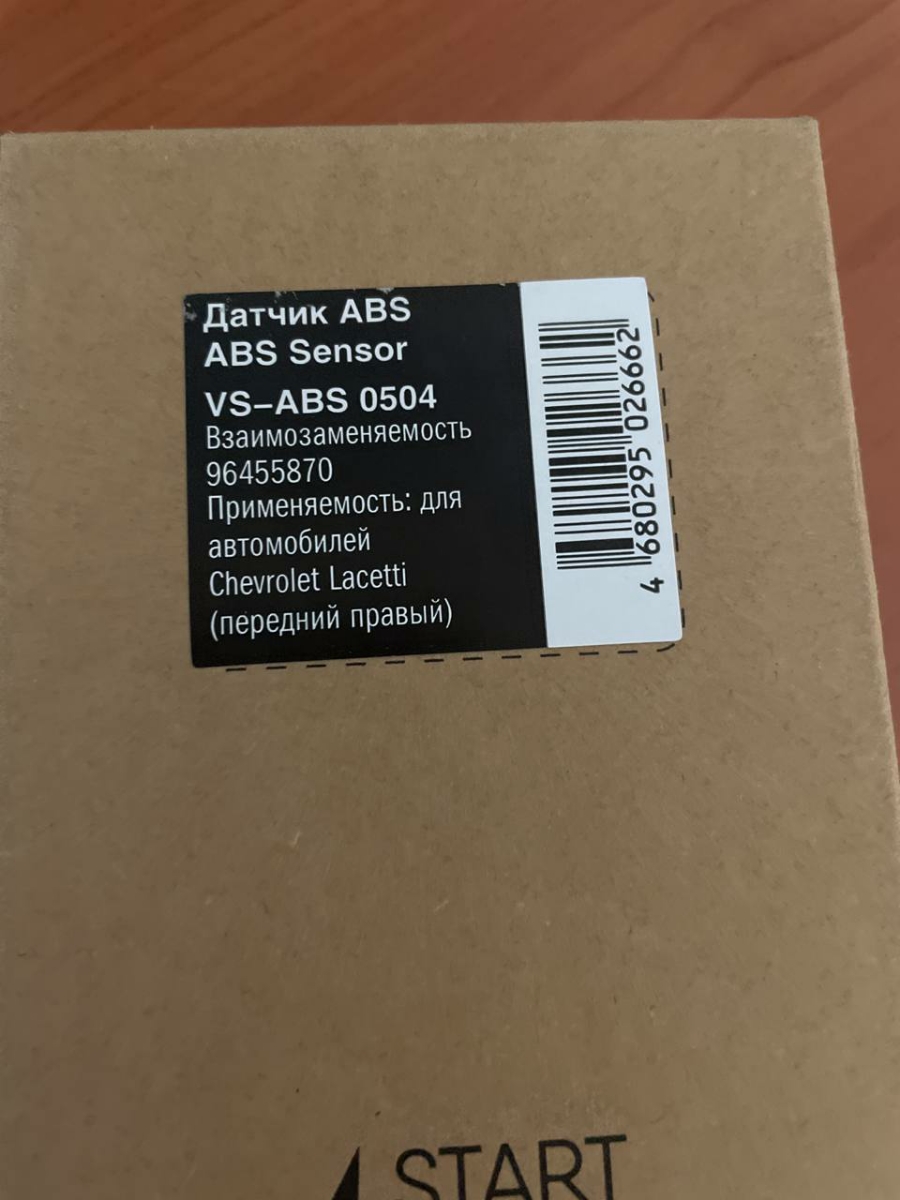 Датчик ABS
ABS Sensor
VS–ABS 0504
Взаимозаменяемость
96455870
Применяемость: для
автомобилей
Chevrolet Lacetti
(передний правый)
4 680295 026662
START